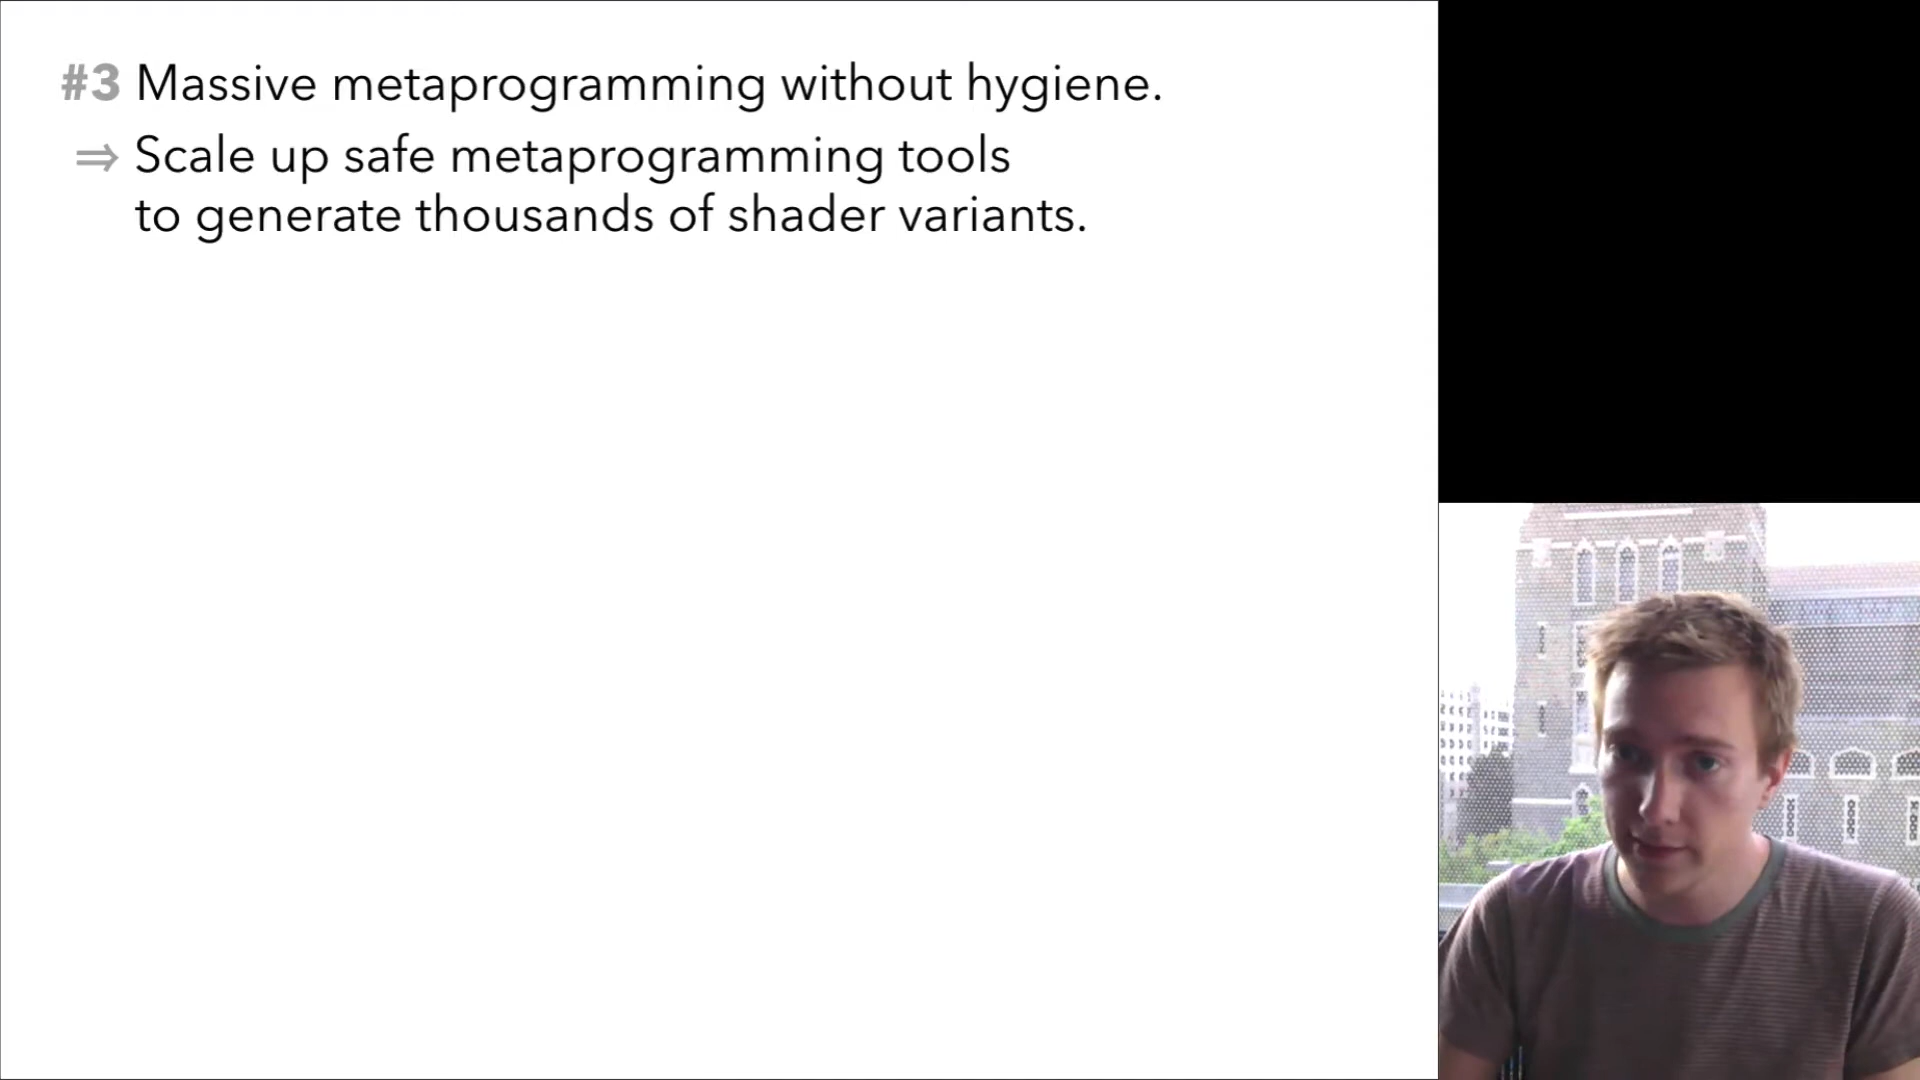 #3 Massive metaprogramming without hygiene.
⇒ Scale up safe metaprogramming tools
to generate thousands of shader variants.